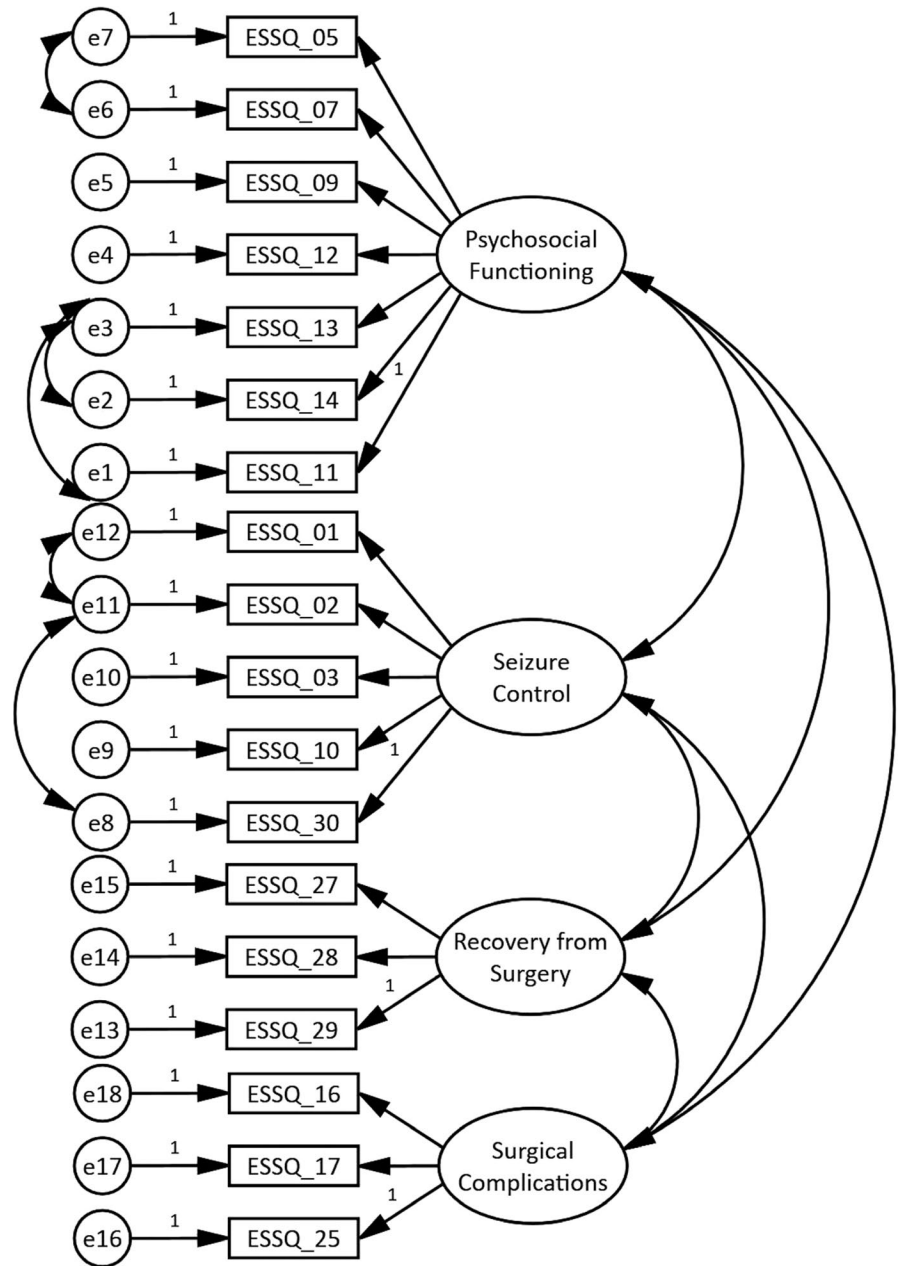 e7 1 ESSQ_05
e6 1 ESSQ_07
e5 1 ESSQ_09
e4 1 ESSQ_12
Psychosocial
Functioning
e3 1 ESSQ_13
e2 1 ESSQ_14 1
e1 1 ESSQ_11
e12 1 ESSQ_01
e11 1 ESSQ_02
e10 1 ESSQ_03
Seizure
Control
e9 1 ESSQ_10 1
e8 1 ESSQ_30
e15 1 ESSQ_27
e14 1 ESSQ_28
Recovery from
Surgery
e13 1 ESSQ_29 1
e18 1 ESSQ_16
e17 1 ESSQ_17
Surgical
Complications
e16 1 ESSQ_25 1